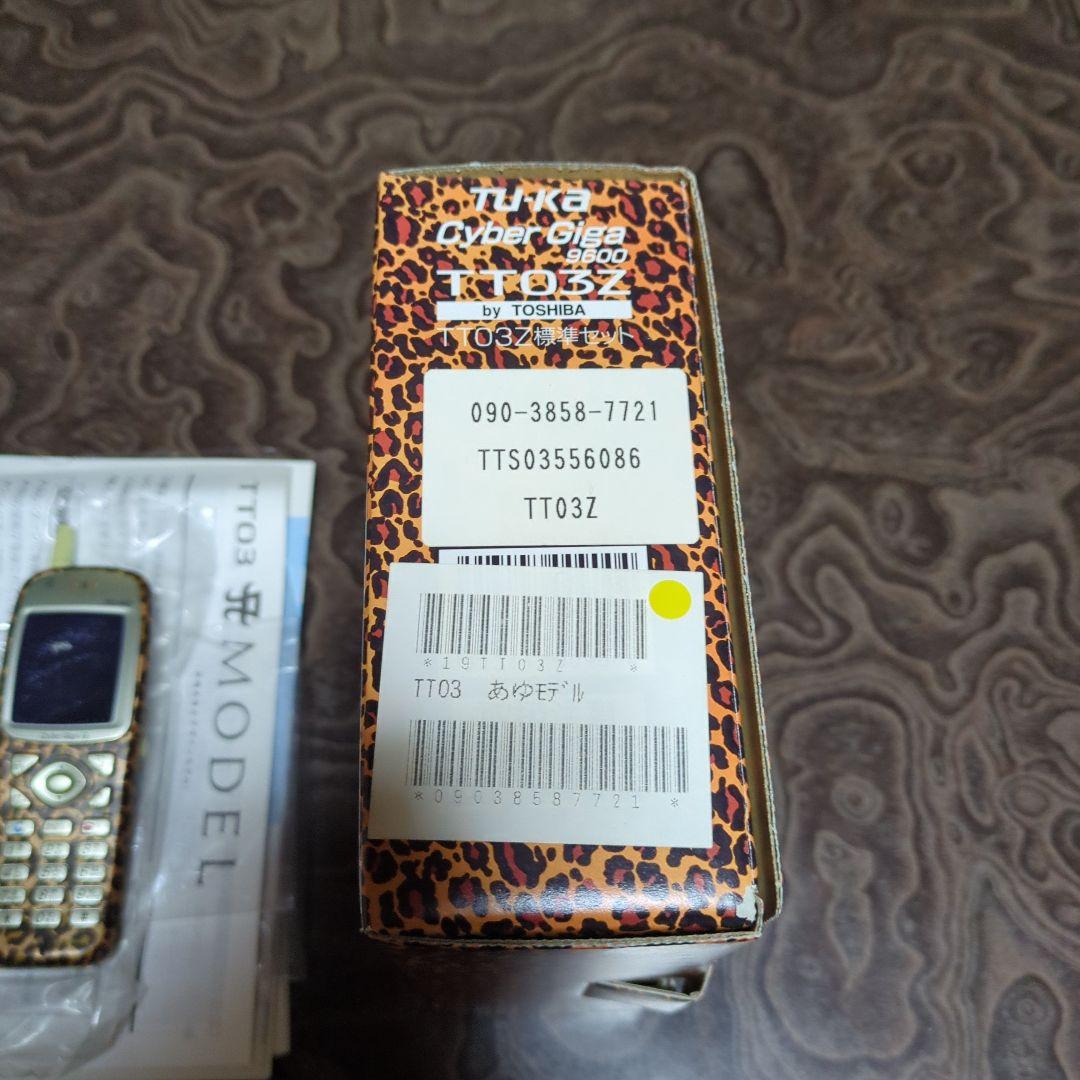 TU-Ka
Cyber Giga
9600
TT03Z
by TOSHIBA
TT03Z標準セット
090-3858-7721
TTS03556086
TT03Z
*19TT03Z*
TT03 あゆモデル
*09038587721*
TT03
MODEL